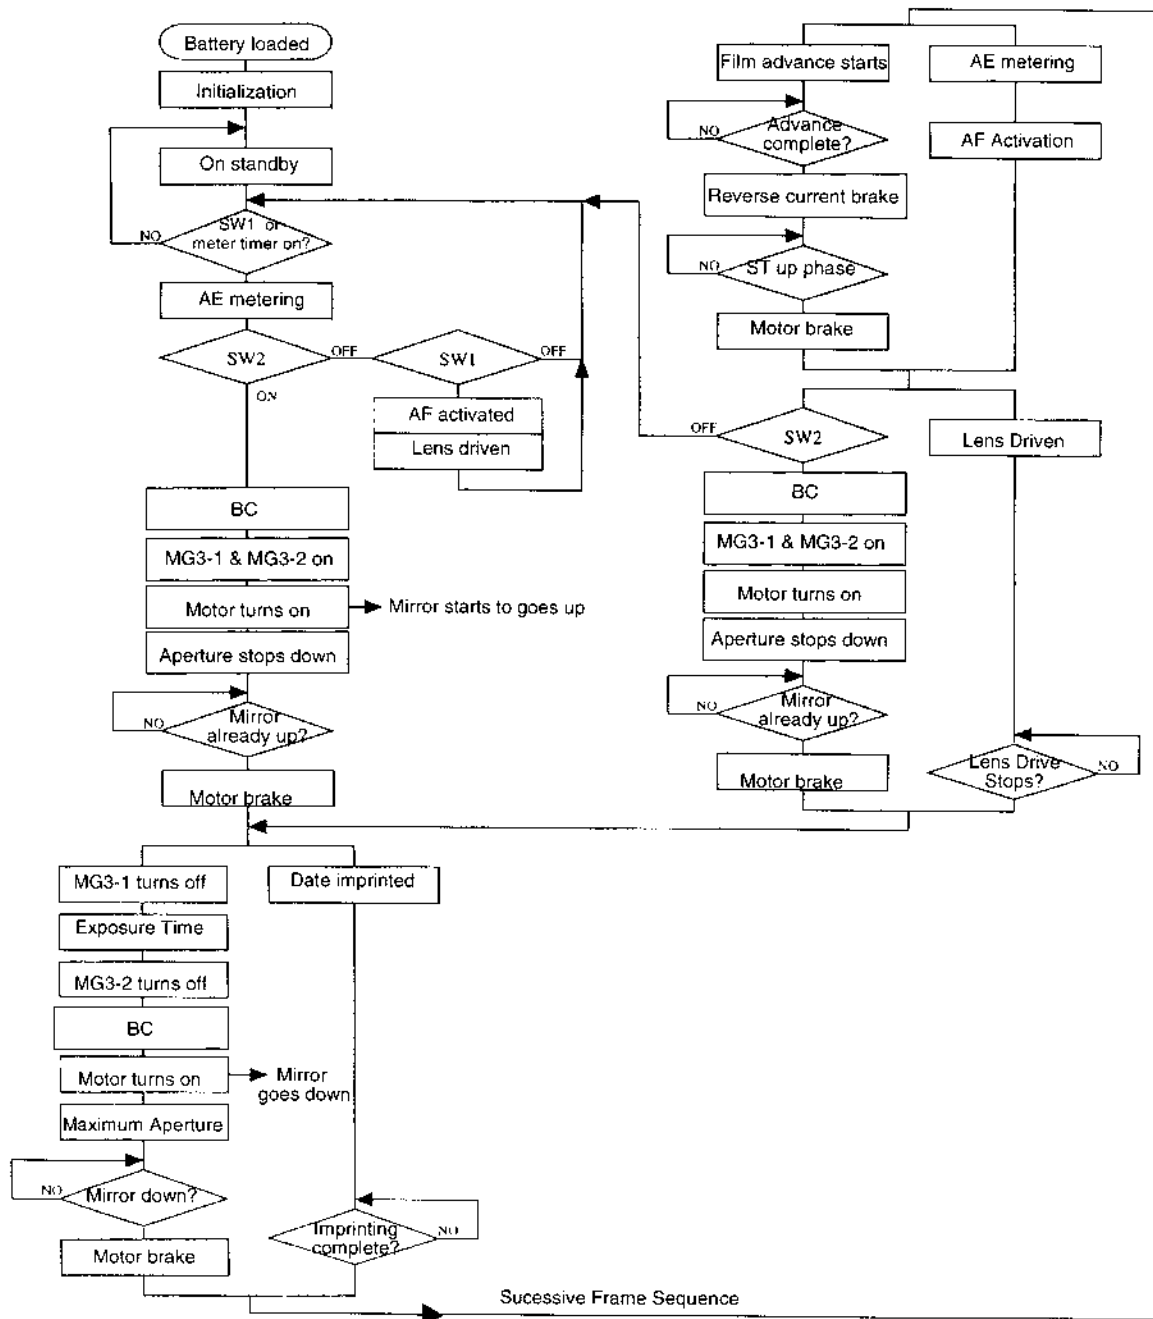 Battery loaded
Initialization
On standby
SW1 or
meter timer on?
NO
AE metering
SW2
OFF
ON
SW1
OFF
AF activated
Lens driven
BC
MG3-1 & MG3-2 on
Motor turns on
Mirror starts to goes up
Aperture stops down
Mirror
already up?
NO
Motor brake
MG3-1 turns off
Exposure Time
MG3-2 turns off
BC
Motor turns on
Mirror
goes down
Maximum Aperture
Mirror down?
NO
Motor brake
Date imprinted
Imprinting
complete?
NO
Sucessive Frame Sequence
Film advance starts
Advance
complete?
NO
Reverse current brake
ST up phase
NO
Motor brake
AE metering
AF Activation
SW2
OFF
BC
MG3-1 & MG3-2 on
Motor turns on
Aperture stops down
Mirror
already up?
NO
Motor brake
Lens Driven
Lens Drive
Stops?
NO